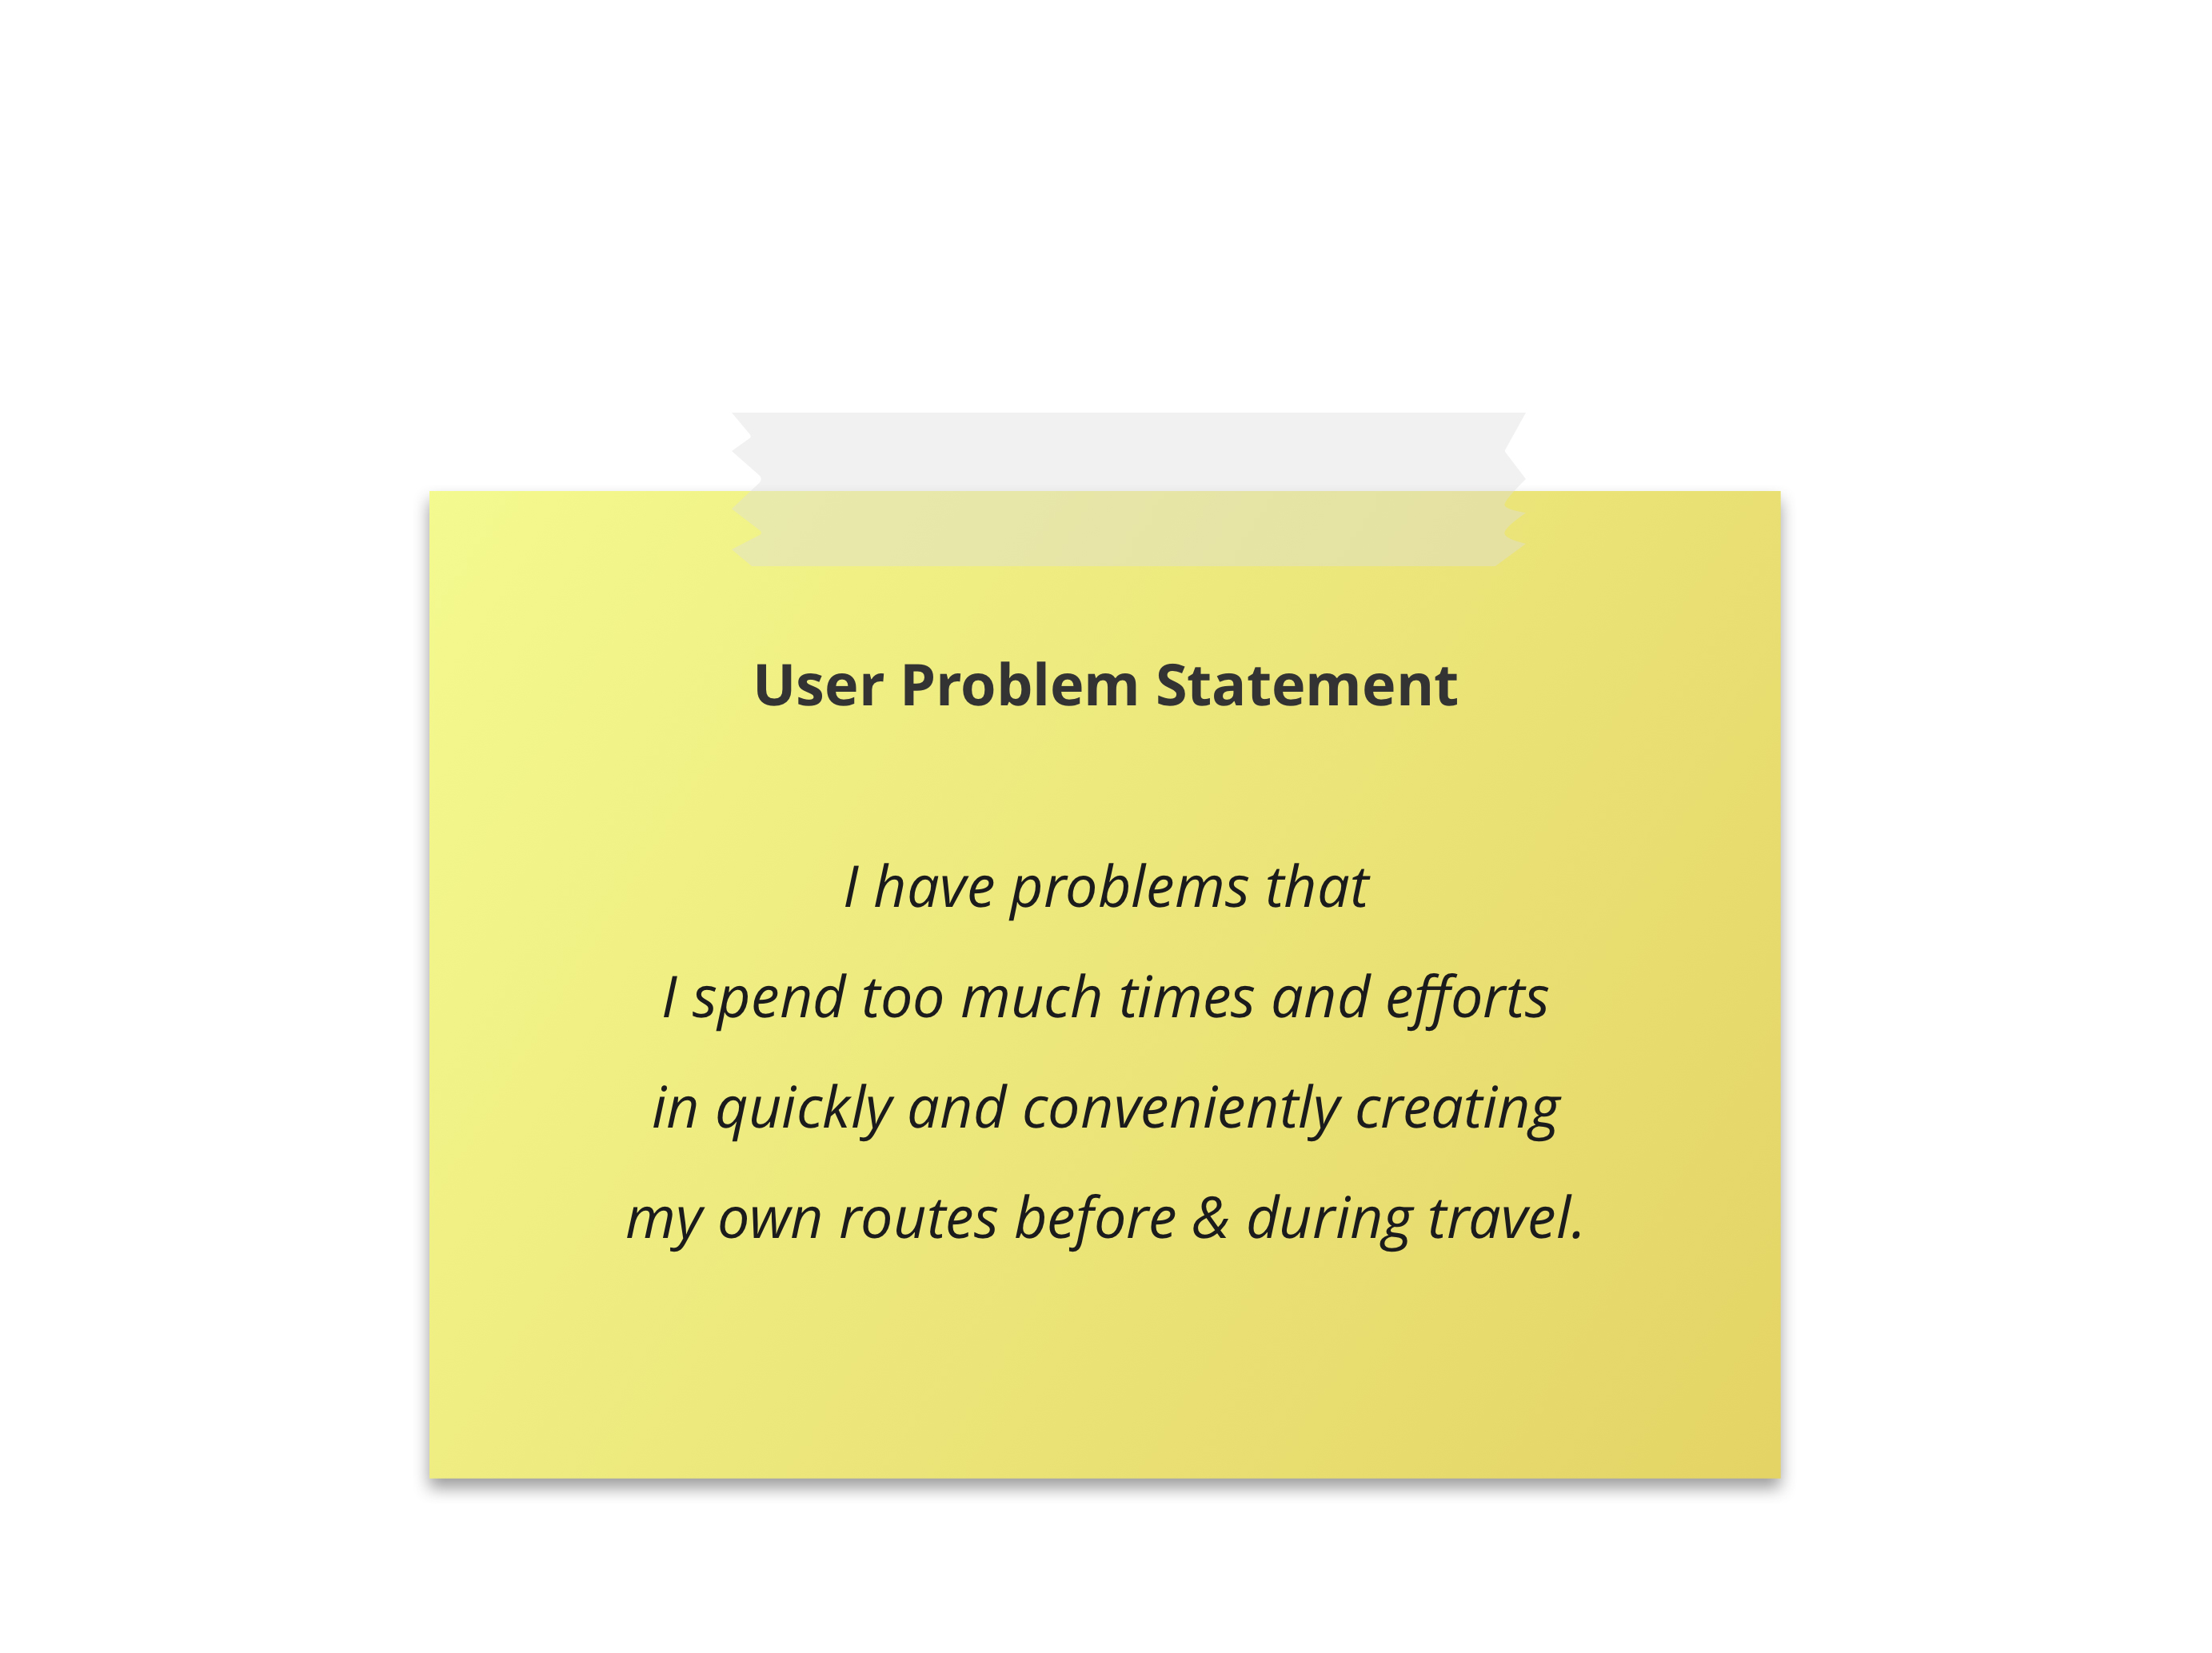 User Problem Statement
I have problems that
I spend too much times and efforts
in quickly and conveniently creating
my own routes before & during travel.